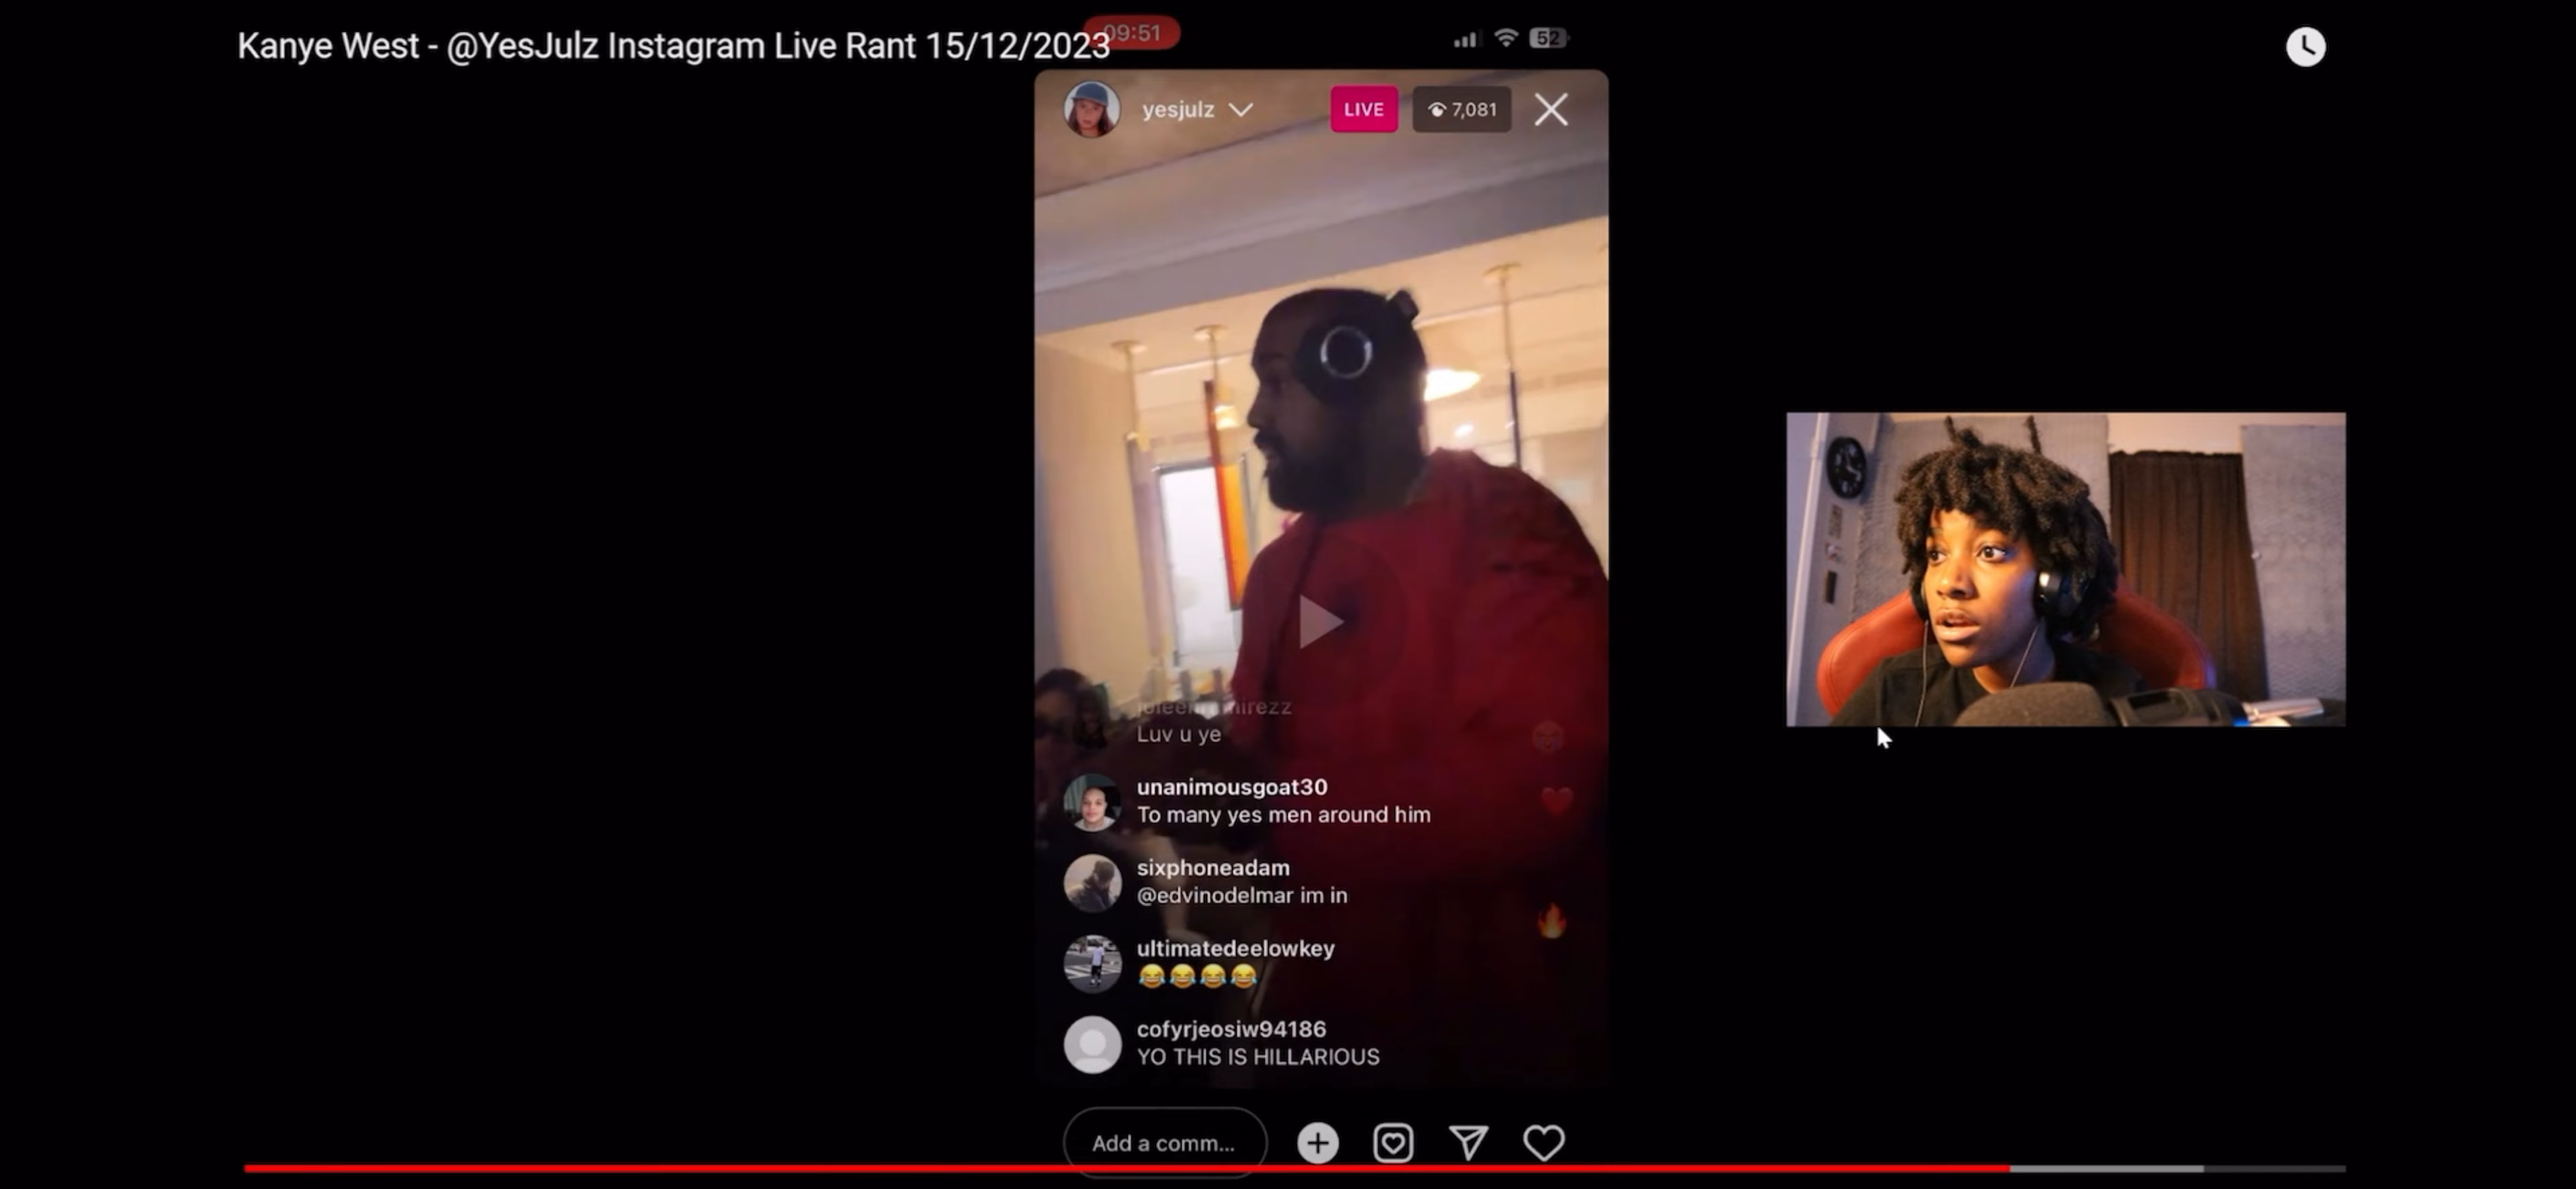 09:51
52
Kanye West - @YesJulz Instagram Live Rant 15/12/2023
yesjulz
LIVE
7,081
Luv u ye
unanimousgoat30
To many yes men around him
sixphoneadam
@edvinodelmar im in
ultimatedeelowkey
😂😂😂😂
cofyrjeosiw94186
YO THIS IS HILLARIOUS
Add a comm...